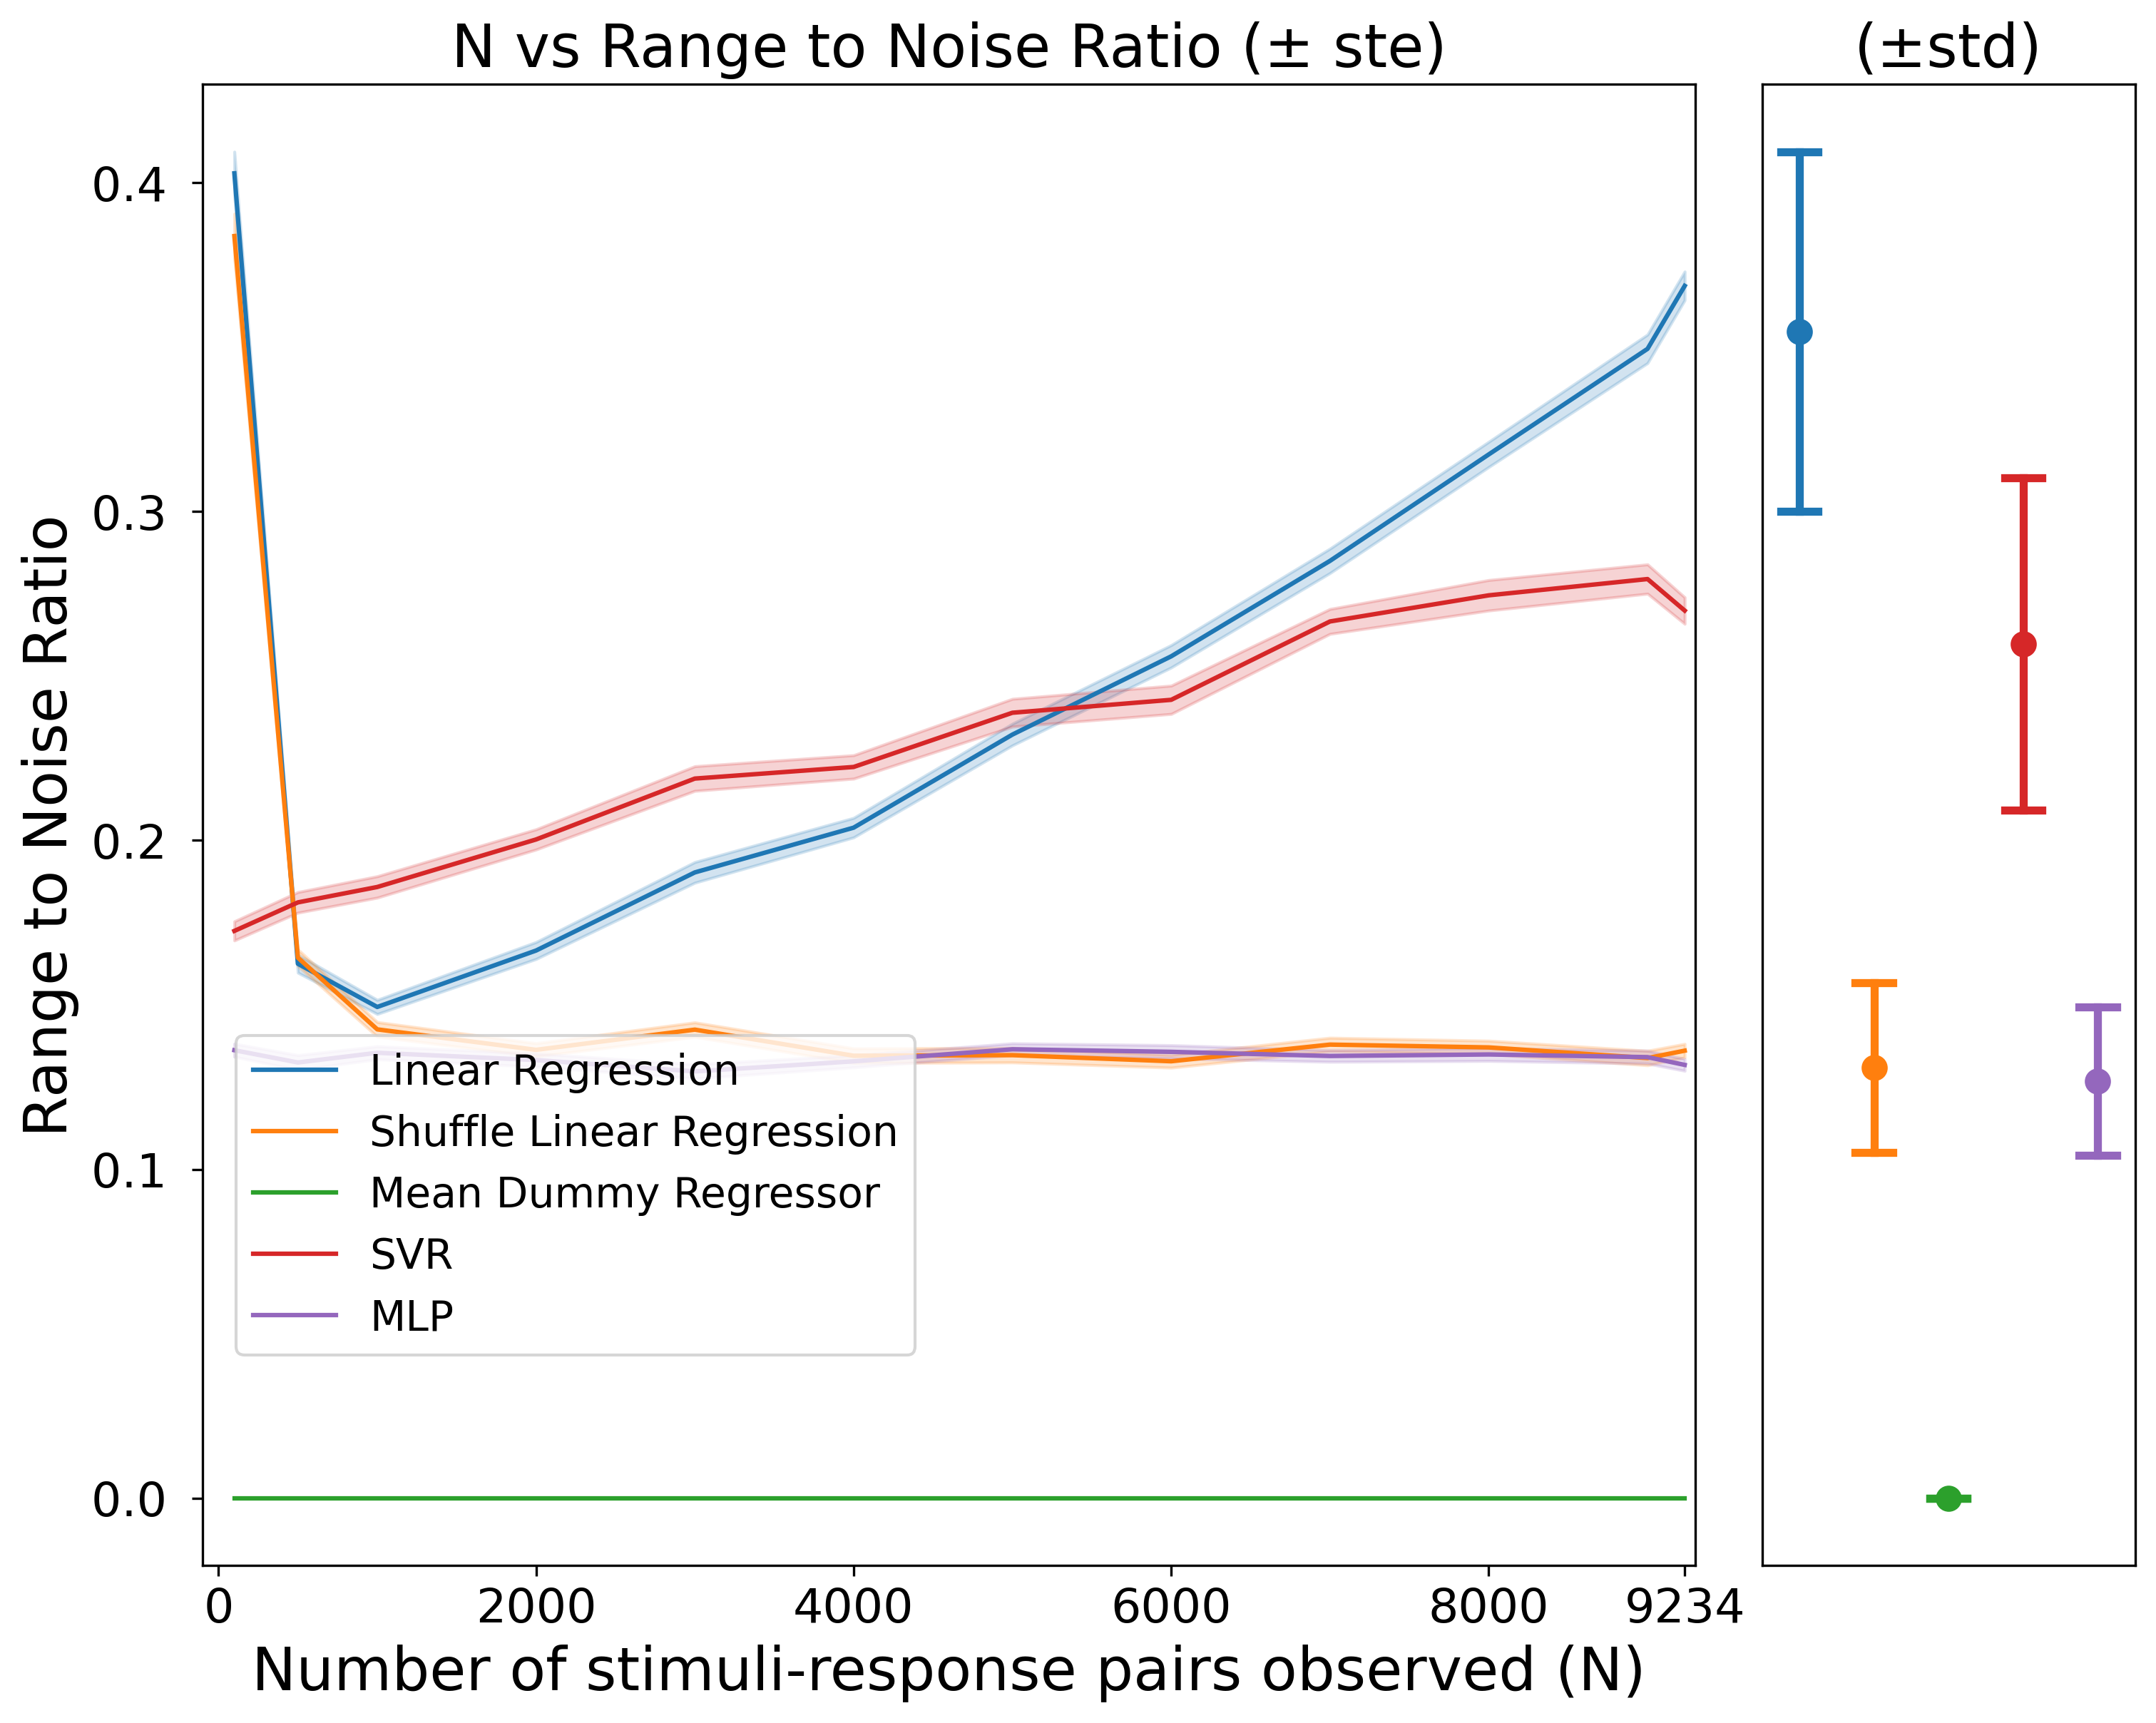 N vs Range to Noise Ratio (± ste)
(±std)
Range to Noise Ratio
0.4
0.3
0.2
0.1
0.0
Linear Regression
Shuffle Linear Regression
Mean Dummy Regressor
SVR
MLP
0 2000 4000 6000 8000 9234
Number of stimuli-response pairs observed (N)